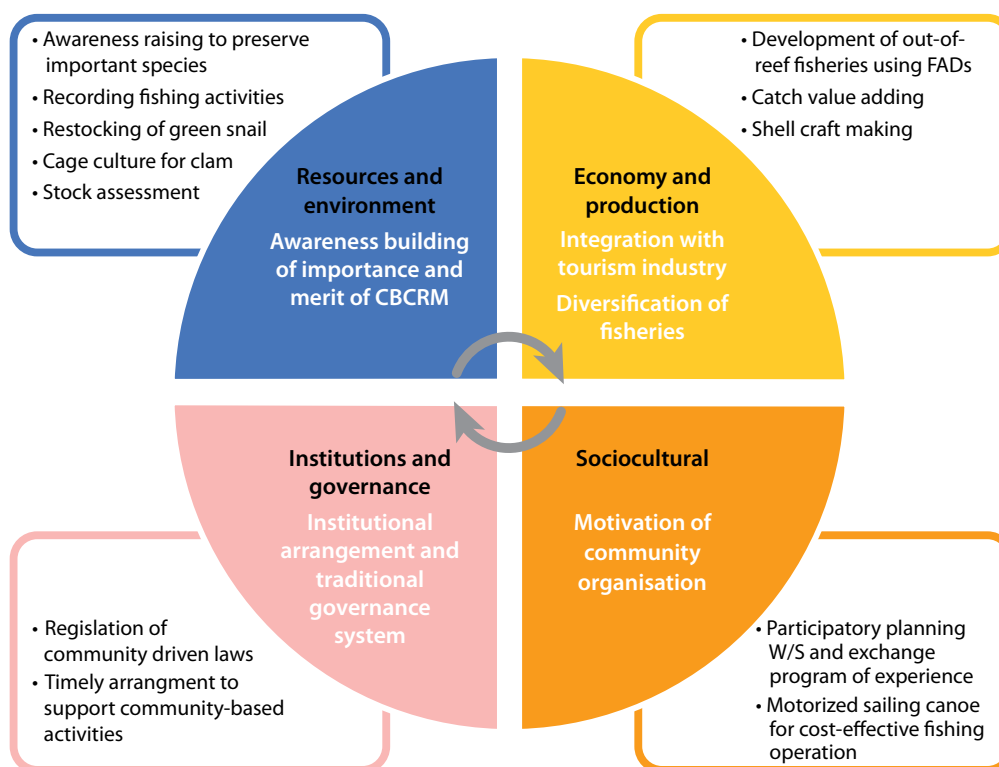 • Awareness raising to preserve
important species
• Recording fishing activities
• Restocking of green snail
• Cage culture for clam
• Stock assessment
Resources and
environment
Awareness building
of importance and
merit of CBCRM
• Development of out-of-
reef fisheries using FADs
• Catch value adding
• Shell craft making
Economy and
production
Integration with
tourism industry
Diversification of
fisheries
Institutions and
governance
Institutional
arrangement and
traditional
governance
system
• Regislation of
community driven laws
• Timely arrangment to
support community-based
activities
Sociocultural
Motivation of
community
organisation
• Participatory planning
W/S and exchange
program of experience
• Motorized sailing canoe
for cost-effective fishing
operation